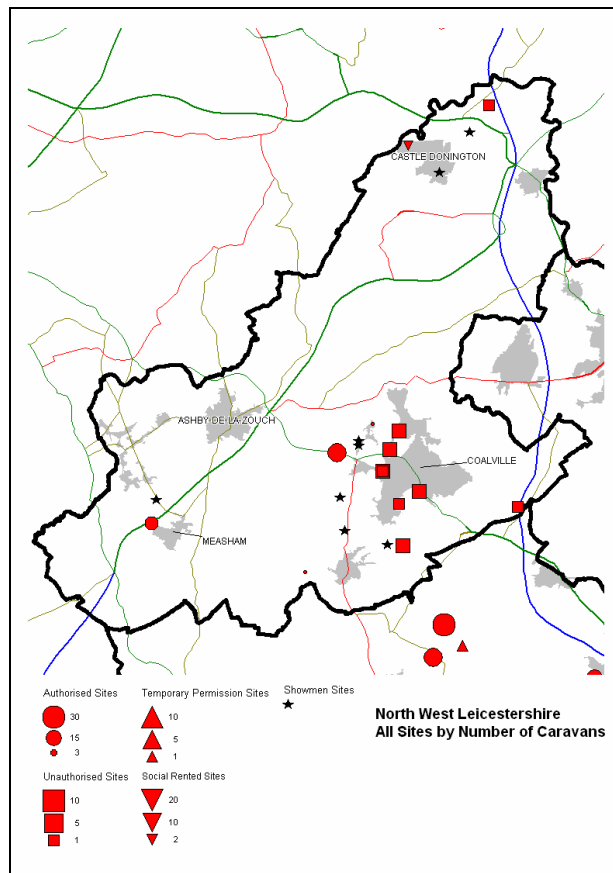 CASTLE DONINGTON
ASHBY DE LA ZOUCH
COALVILLE
MEASHAM
Authorised Sites
30
15
3
Temporary Permission Sites
10
5
1
Showmen Sites
North West Leicestershire
All Sites by Number of Caravans
Unauthorised Sites
10
5
1
Social Rented Sites
20
10
2